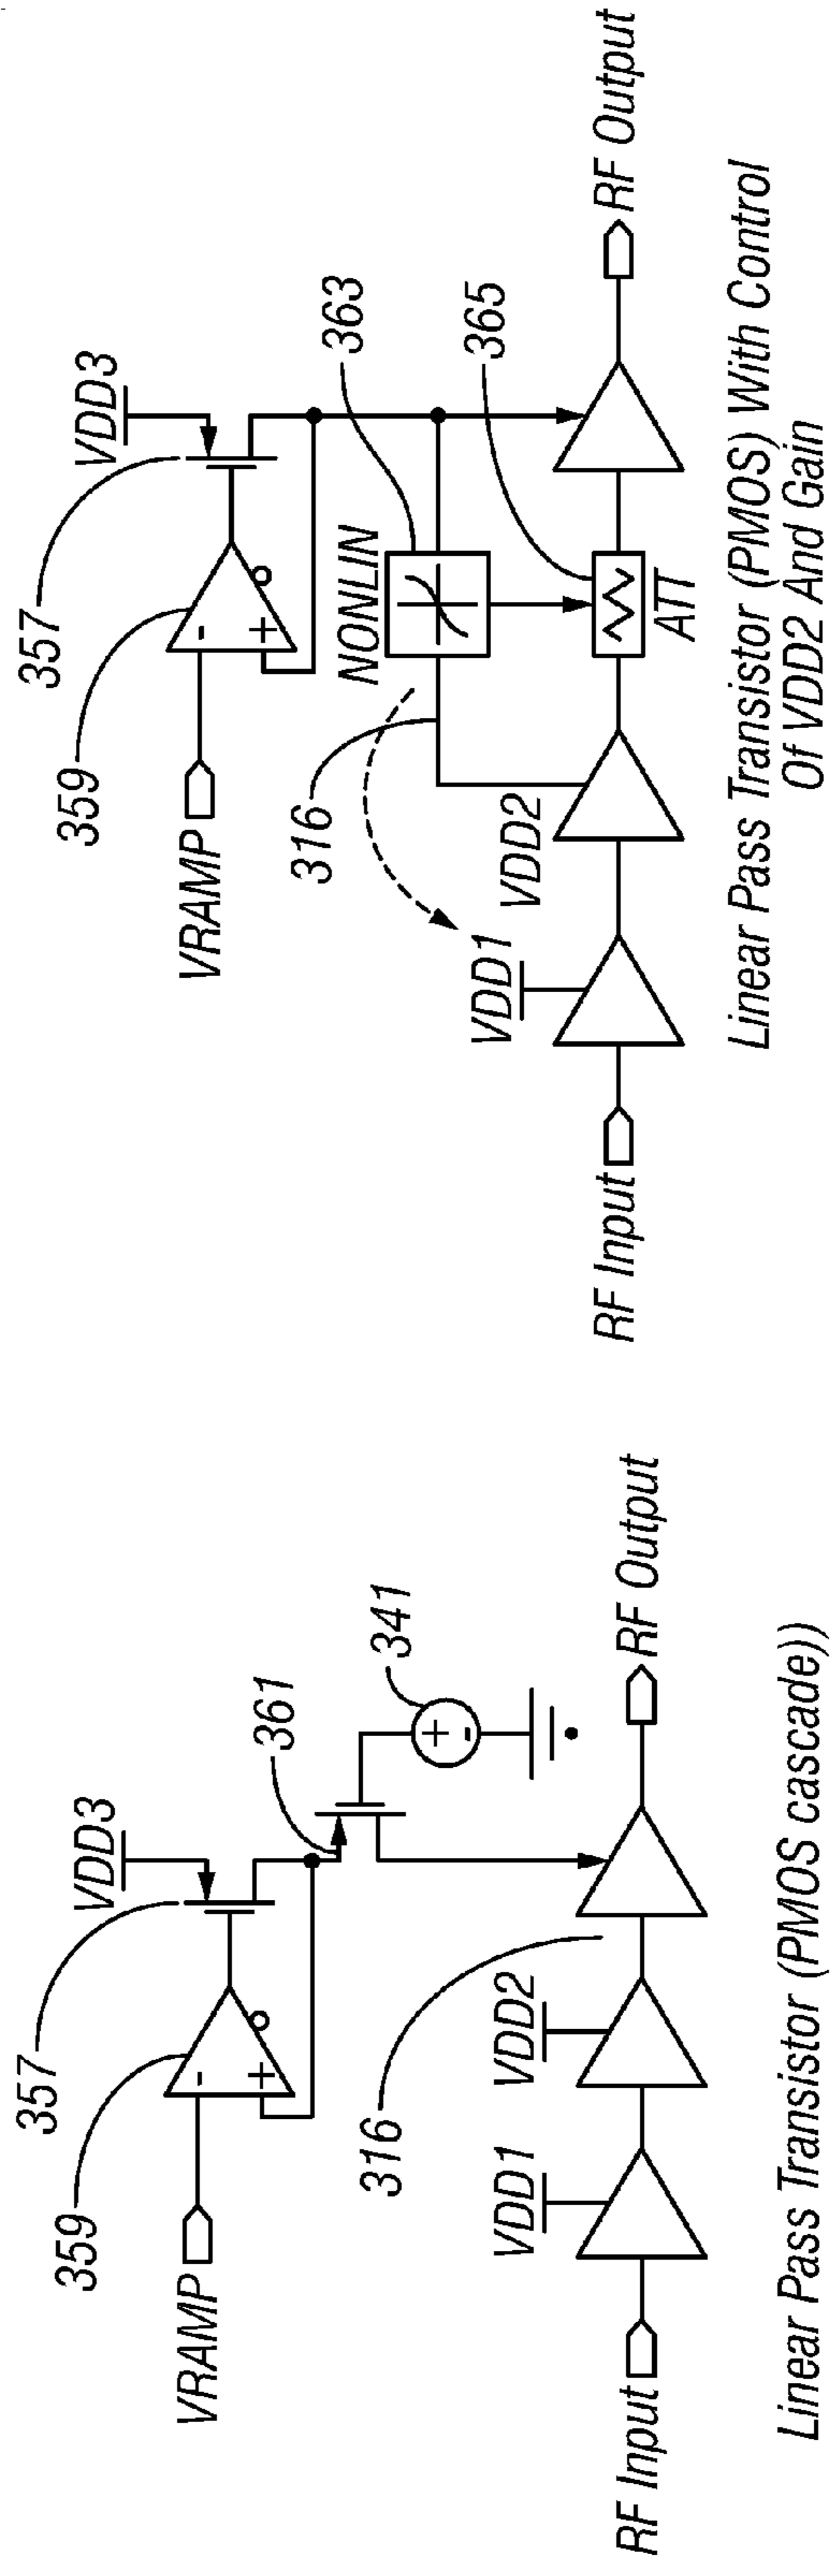 VDD3
357
359
VRAMP
-
+
361
341
+
-
316
VDD1
VDD2
RF Input
RF Output
Linear Pass Transistor (PMOS cascade))
VDD3
357
359
VRAMP
-
+
363
NONLIN
316
365
VDD1
VDD2
ATT
RF Input
RF Output
Linear Pass Transistor (PMOS) With Control
Of VDD2 And Gain